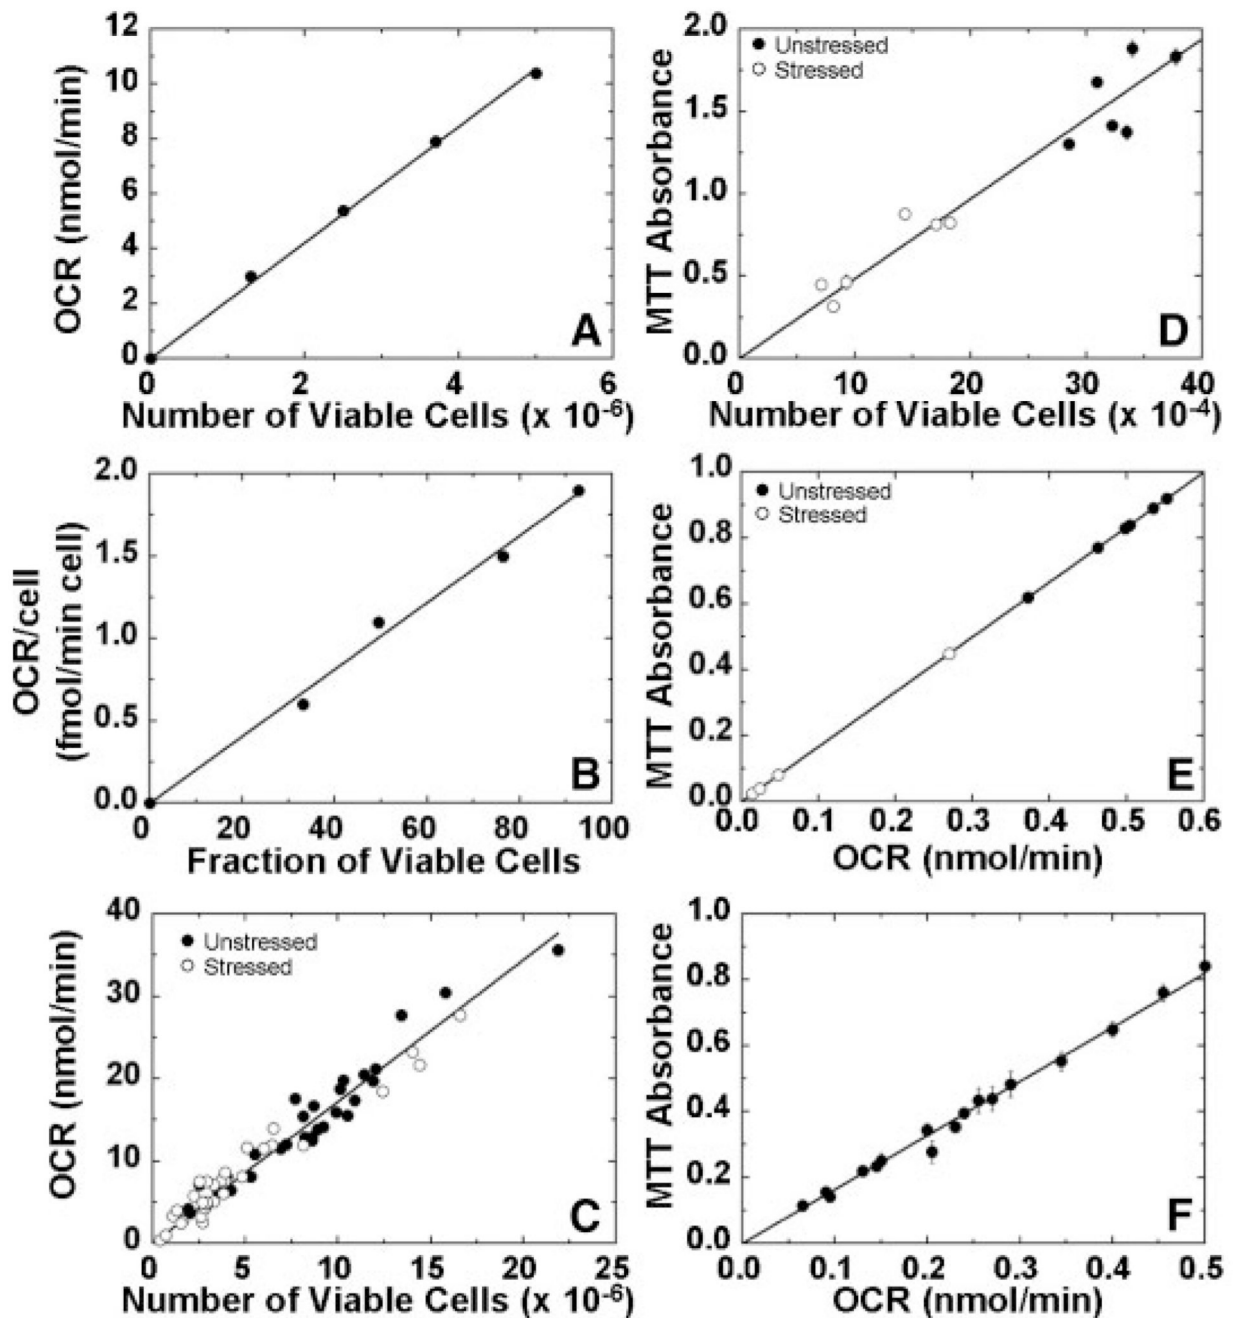 12
10
8
6
4
2
0
OCR (nmol/min)
A
0 2 4 6
Number of Viable Cells (x 10-6)
2.0
1.5
1.0
0.5
0.0
MTT Absorbance
Unstressed
Stressed
D
0 10 20 30 40
Number of Viable Cells (x 10-4)
2.0
1.5
1.0
0.5
0.0
OCR/cell
(fmol/min cell)
B
0 20 40 60 80 100
Fraction of Viable Cells
1.0
0.8
0.6
0.4
0.2
0.0
MTT Absorbance
Unstressed
Stressed
E
0.0 0.1 0.2 0.3 0.4 0.5 0.6
OCR (nmol/min)
40
30
20
10
0
OCR (nmol/min)
Unstressed
Stressed
C
0 5 10 15 20 25
Number of Viable Cells (x 10-6)
1.0
0.8
0.6
0.4
0.2
0.0
MTT Absorbance
F
0.0 0.1 0.2 0.3 0.4 0.5
OCR (nmol/min)